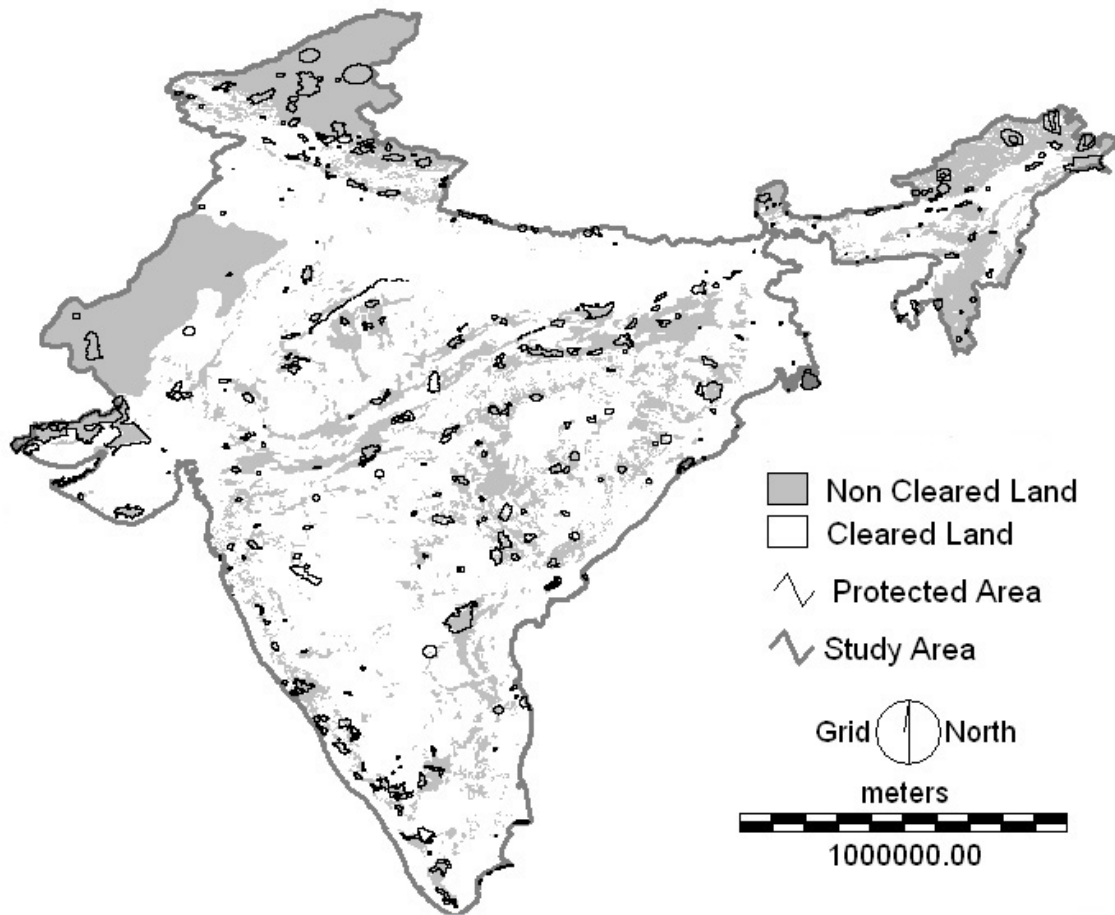 Non Cleared Land
Cleared Land
Protected Area
Study Area
Grid North
meters
1000000.00